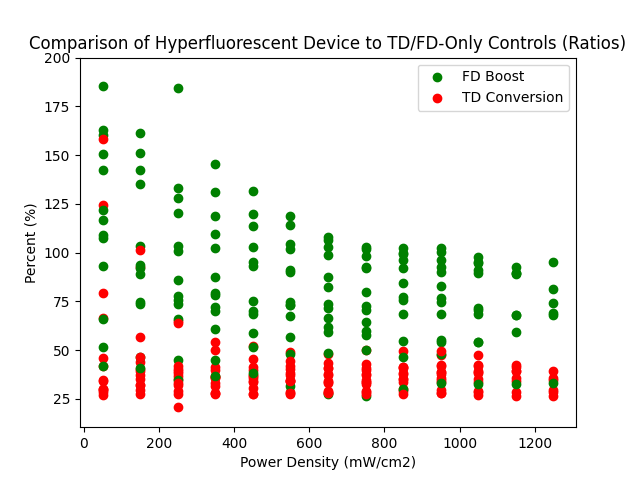 Comparison of Hyperfluorescent Device to TD/FD-Only Controls (Ratios)
FD Boost
TD Conversion
200
175
150
125
100
75
50
25
Percent (%)
0 200 400 600 800 1000 1200
Power Density (mW/cm2)